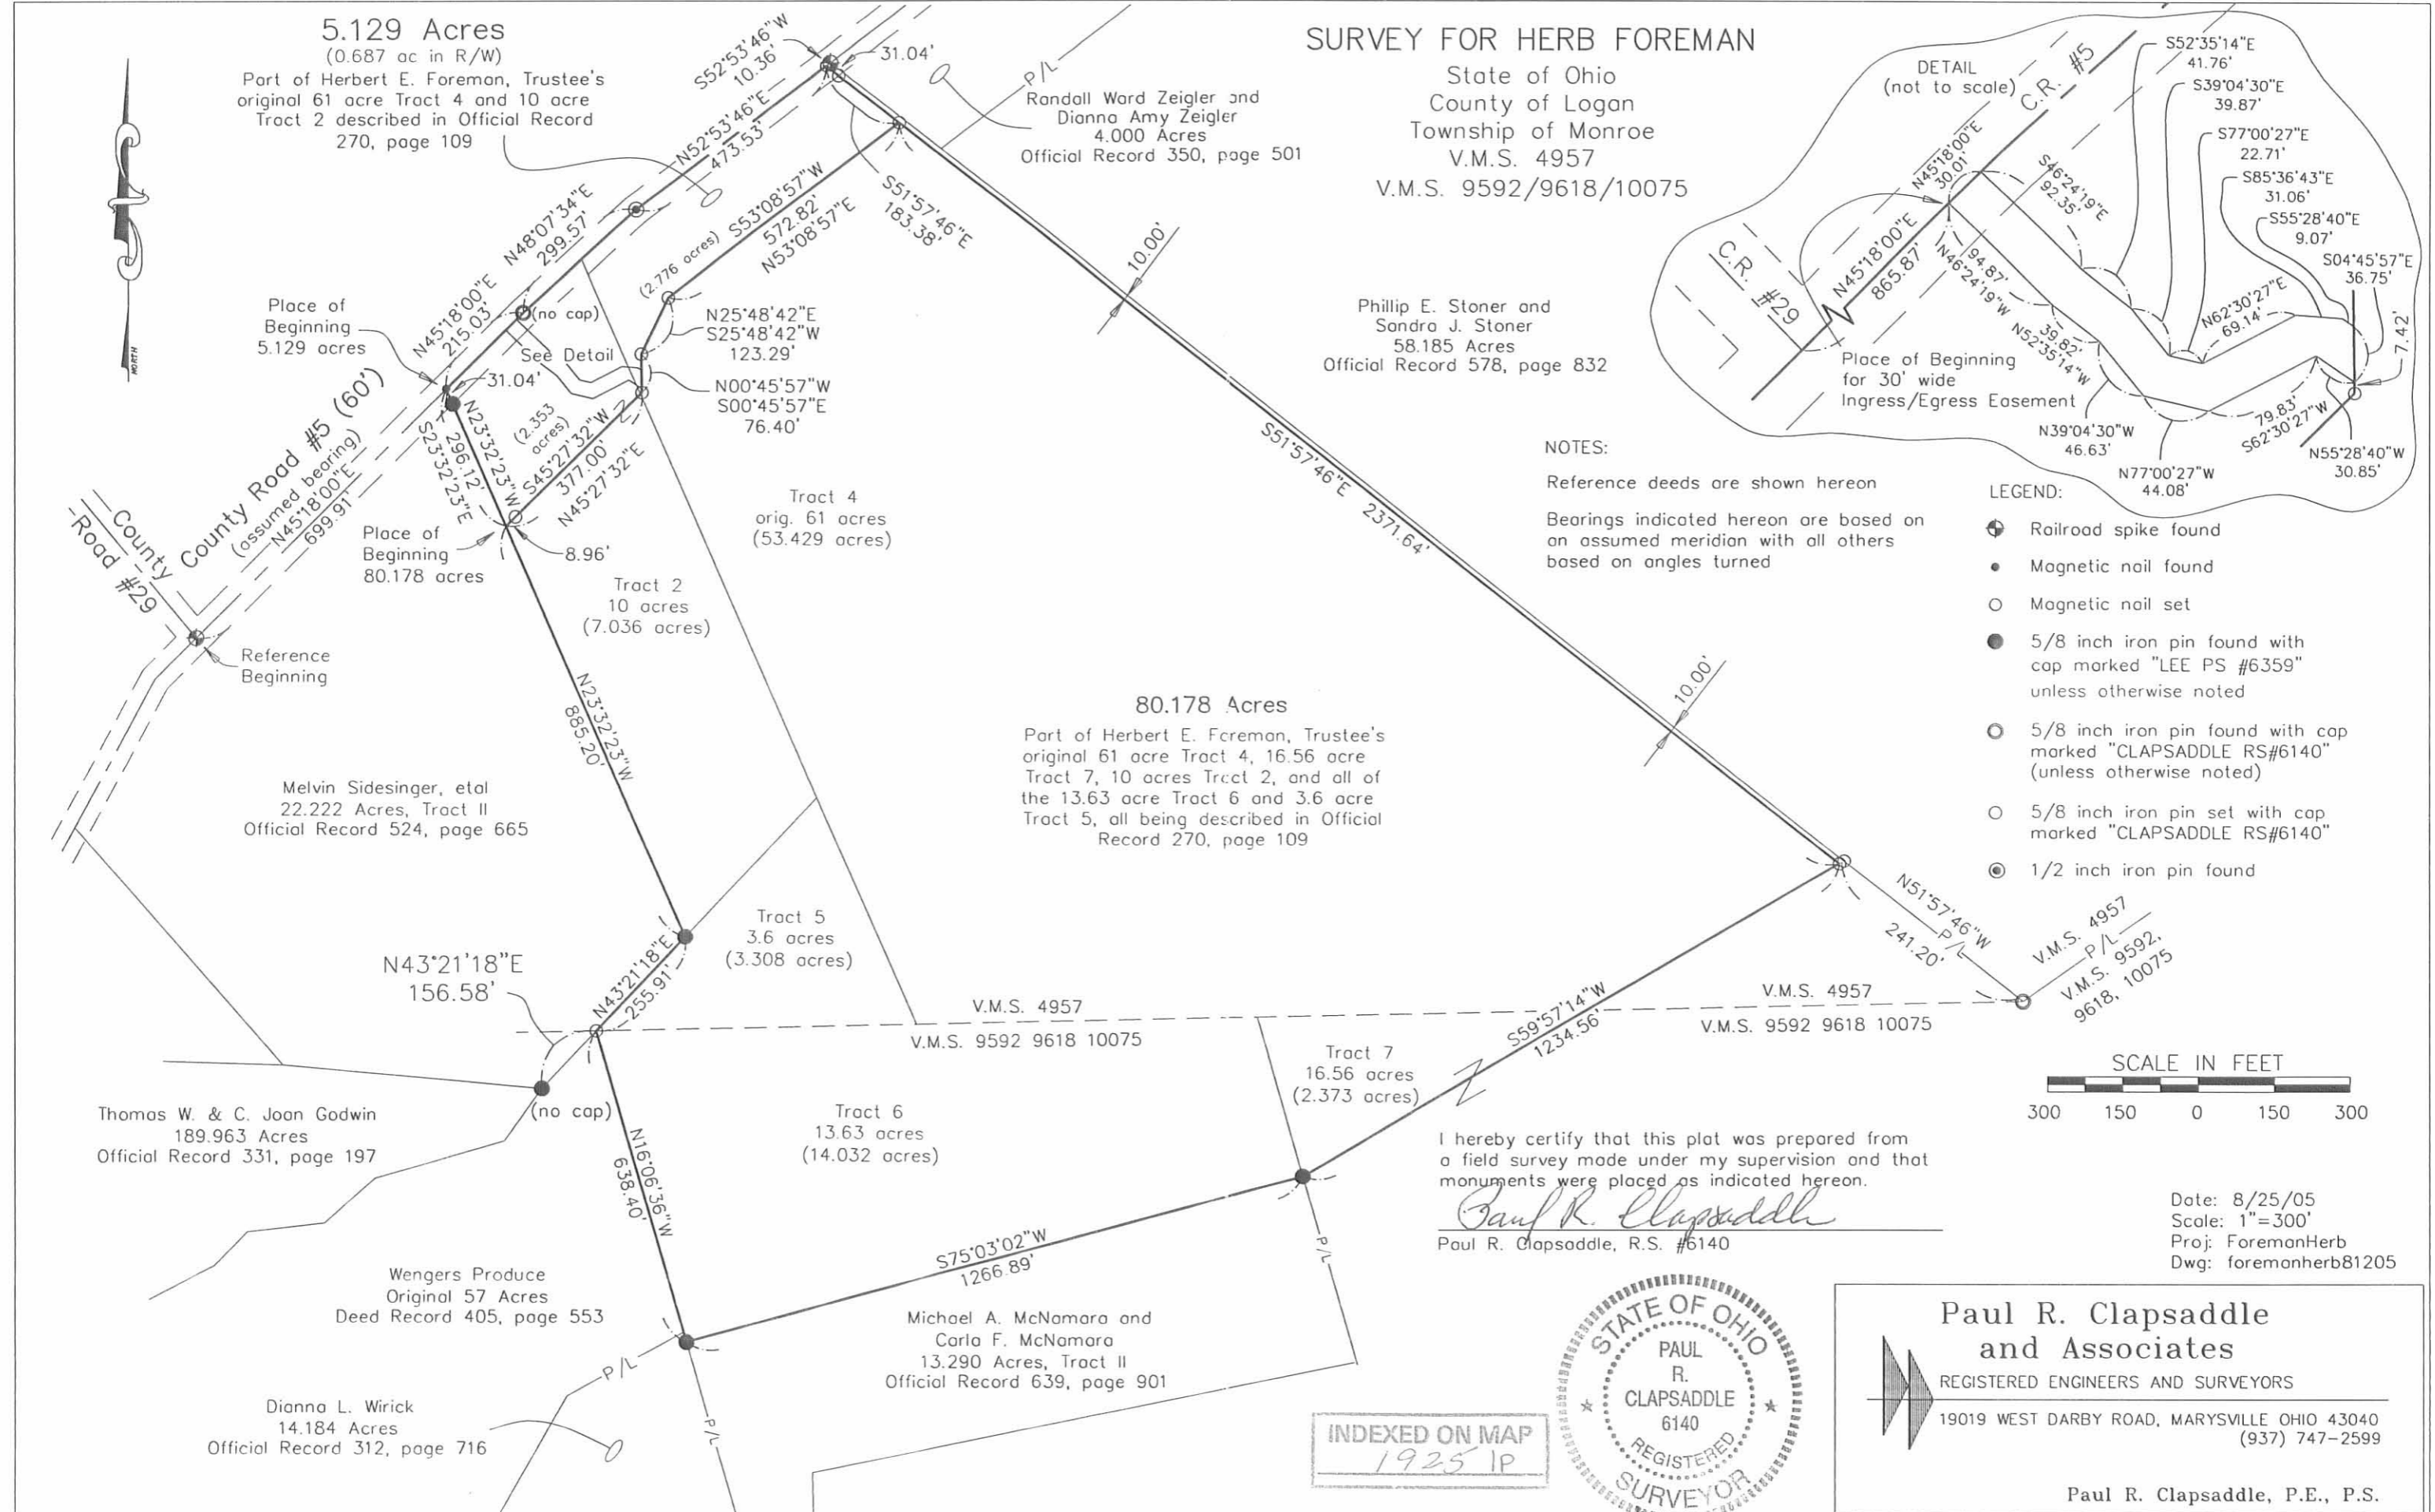 5.129 Acres
(0.687 ac in R/W)
Part of Herbert E. Foreman, Trustee's
original 61 acre Tract 4 and 10 acre
Tract 2 described in Official Record
270, page 109
S52°53'46"W
10.36'
31.04'
P/L
Randall Ward Zeigler and
Dianna Amy Zeigler
4.000 Acres
Official Record 350, page 501
SURVEY FOR HERB FOREMAN
State of Ohio
County of Logan
Township of Monroe
V.M.S. 4957
V.M.S. 9592/9618/10075
DETAIL
(not to scale)
C.R. #5
C.R. #29
N45°18'00"E
30.01'
N45°18'00"E
865.87'
S46°24'19"E
92.35'
S52°35'14"E
41.76'
S39°04'30"E
39.87'
S77°00'27"E
22.71'
S85°36'43"E
31.06'
S55°28'40"E
9.07'
S04°45'57"E
36.75'
N62°30'27"E
69.14'
7.42'
94.87'
N46°24'19"W
39.82'
N52°35'14"W
N39°04'30"W
46.63'
N77°00'27"W
44.08'
79.83'
S62°30'27"W
N55°28'40"W
30.85'
Place of Beginning
for 30' wide
Ingress/Egress Easement
NORTH
N52°53'46"E
473.53'
N48°07'34"E
299.57'
N45°18'00"E
215.03'
(no cap)
See Detail
(2.776 acres)
S53°08'57"W
572.82'
N53°08'57"E
S51°57'46"E
183.38'
N25°48'42"E
S25°48'42"W
123.29'
N00°45'57"W
S00°45'57"E
76.40'
Place of
Beginning
5.129 acres
31.04'
N23°32'23"W
296.12'
S23°32'23"E
(2.353
acres)
S45°27'32"W
377.00'
N45°27'32"E
8.96'
Place of
Beginning
80.178 acres
County Road #5 (60')
(assumed bearing)
N45°18'00"E
699.91'
County
Road #29
Reference
Beginning
10.00'
Phillip E. Stoner and
Sandra J. Stoner
58.185 Acres
Official Record 578, page 832
S51°57'46"E 2371.64'
10.00'
NOTES:
Reference deeds are shown hereon
Bearings indicated hereon are based on
an assumed meridian with all others
based on angles turned
LEGEND:
Railroad spike found
Magnetic nail found
Magnetic nail set
5/8 inch iron pin found with
cap marked "LEE PS #6359"
unless otherwise noted
5/8 inch iron pin found with cap
marked "CLAPSADDLE RS#6140"
(unless otherwise noted)
5/8 inch iron pin set with cap
marked "CLAPSADDLE RS#6140"
1/2 inch iron pin found
Tract 4
orig. 61 acres
(53.429 acres)
Tract 2
10 acres
(7.036 acres)
N23°32'23"W
885.20'
80.178 Acres
Part of Herbert E. Foreman, Trustee's
original 61 acre Tract 4, 16.56 acre
Tract 7, 10 acres Tract 2, and all of
the 13.63 acre Tract 6 and 3.6 acre
Tract 5, all being described in Official
Record 270, page 109
Melvin Sidesinger, etal
22.222 Acres, Tract II
Official Record 524, page 665
Tract 5
3.6 acres
(3.308 acres)
N43°21'18"E
156.58'
N43°21'18"E
255.91'
N51°57'46"W
P/L
241.20'
V.M.S. 4957
P/L
V.M.S. 9592,
9618, 10075
V.M.S. 4957
V.M.S. 9592 9618 10075
S59°57'14"W
1234.56'
V.M.S. 4957
V.M.S. 9592 9618 10075
Tract 7
16.56 acres
(2.373 acres)
Tract 6
13.63 acres
(14.032 acres)
(no cap)
Thomas W. & C. Joan Godwin
189.963 Acres
Official Record 331, page 197
N16°06'36"W
638.40'
S75°03'02"W
1266.89'
P/L
SCALE IN FEET
300 150 0 150 300
I hereby certify that this plat was prepared from
a field survey made under my supervision and that
monuments were placed as indicated hereon.
Paul R. Clapsaddle
Paul R. Clapsaddle, R.S. #6140
Date: 8/25/05
Scale: 1"=300'
Proj: ForemanHerb
Dwg: foremanherb81205
Wengers Produce
Original 57 Acres
Deed Record 405, page 553
P/L
P/L
Michael A. McNamara and
Carla F. McNamara
13.290 Acres, Tract II
Official Record 639, page 901
Dianna L. Wirick
14.184 Acres
Official Record 312, page 716
INDEXED ON MAP
1925 IP
STATE OF OHIO
PAUL
R.
CLAPSADDLE
6140
REGISTERED
SURVEYOR
Paul R. Clapsaddle
and Associates
REGISTERED ENGINEERS AND SURVEYORS
19019 WEST DARBY ROAD, MARYSVILLE OHIO 43040
(937) 747-2599
Paul R. Clapsaddle, P.E., P.S.